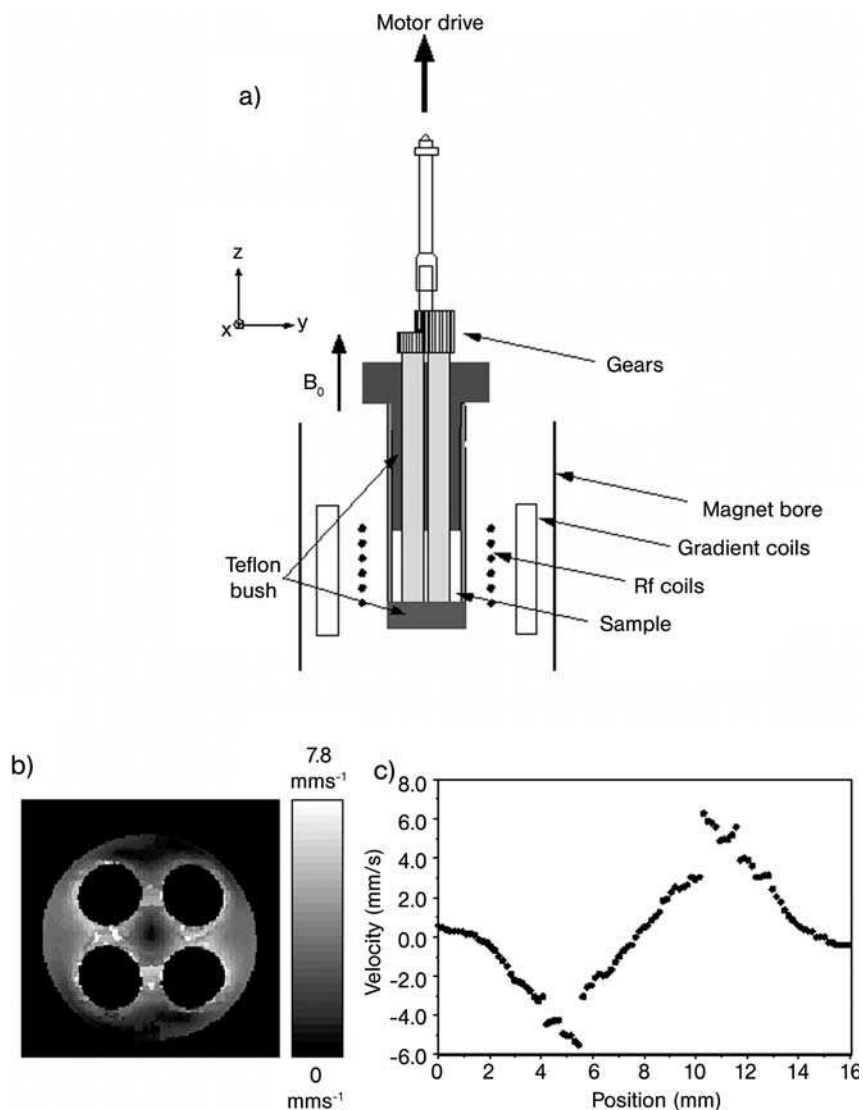 Motor drive
a)
z
x
y
B0
Gears
Magnet bore
Gradient coils
Rf coils
Sample
Teflon
bush
b)
7.8
mms-1
0
mms-1
c)
Velocity (mm/s)
8.0
6.0
4.0
2.0
0.0
-2.0
-4.0
-6.0
0 2 4 6 8 10 12 14 16
Position (mm)